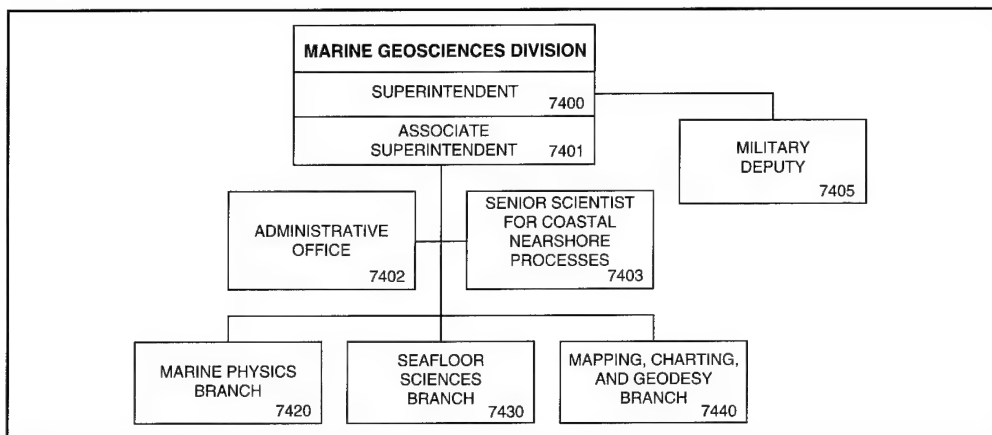 MARINE GEOSCIENCES DIVISION
SUPERINTENDENT
7400
ASSOCIATE
SUPERINTENDENT
7401
MILITARY
DEPUTY
7405
ADMINISTRATIVE
OFFICE
7402
SENIOR SCIENTIST
FOR COASTAL
NEARSHORE
PROCESSES
7403
MARINE PHYSICS
BRANCH
7420
SEAFLOOR
SCIENCES
BRANCH
7430
MAPPING, CHARTING,
AND GEODESY
BRANCH
7440